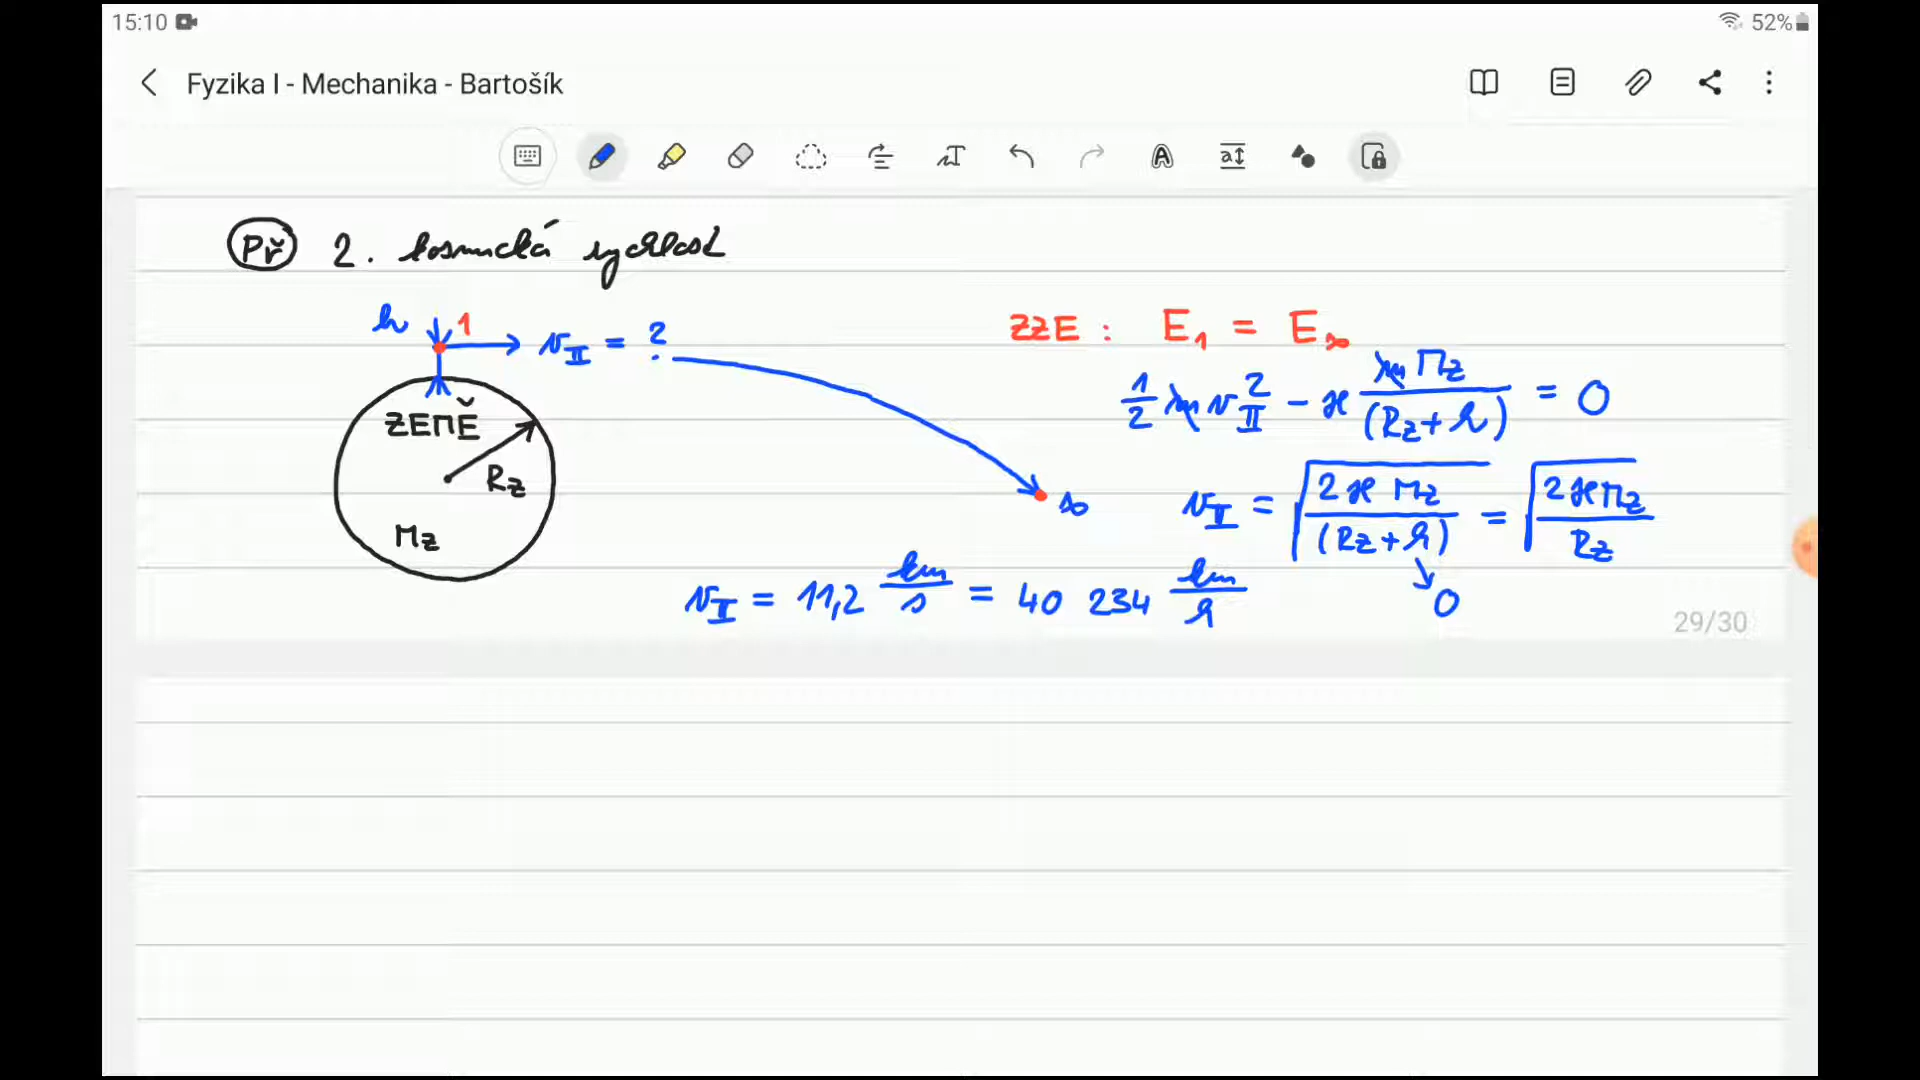 15:10
52%
Fyzika I - Mechanika - Bartošík
Př 2. kosmická rychlost
h 1 v_II = ?
ZZE : E_1 = E_∞
1/2 m v_II^2 - ϰ m M_Z/(R_Z+h) = 0
ZEMĚ
R_Z
M_Z
∞
v_II = √(2ϰ M_Z/(R_Z+h)) = √(2ϰM_Z/R_Z)
0
v_II = 11,2 km/s = 40 234 km/h
29/30